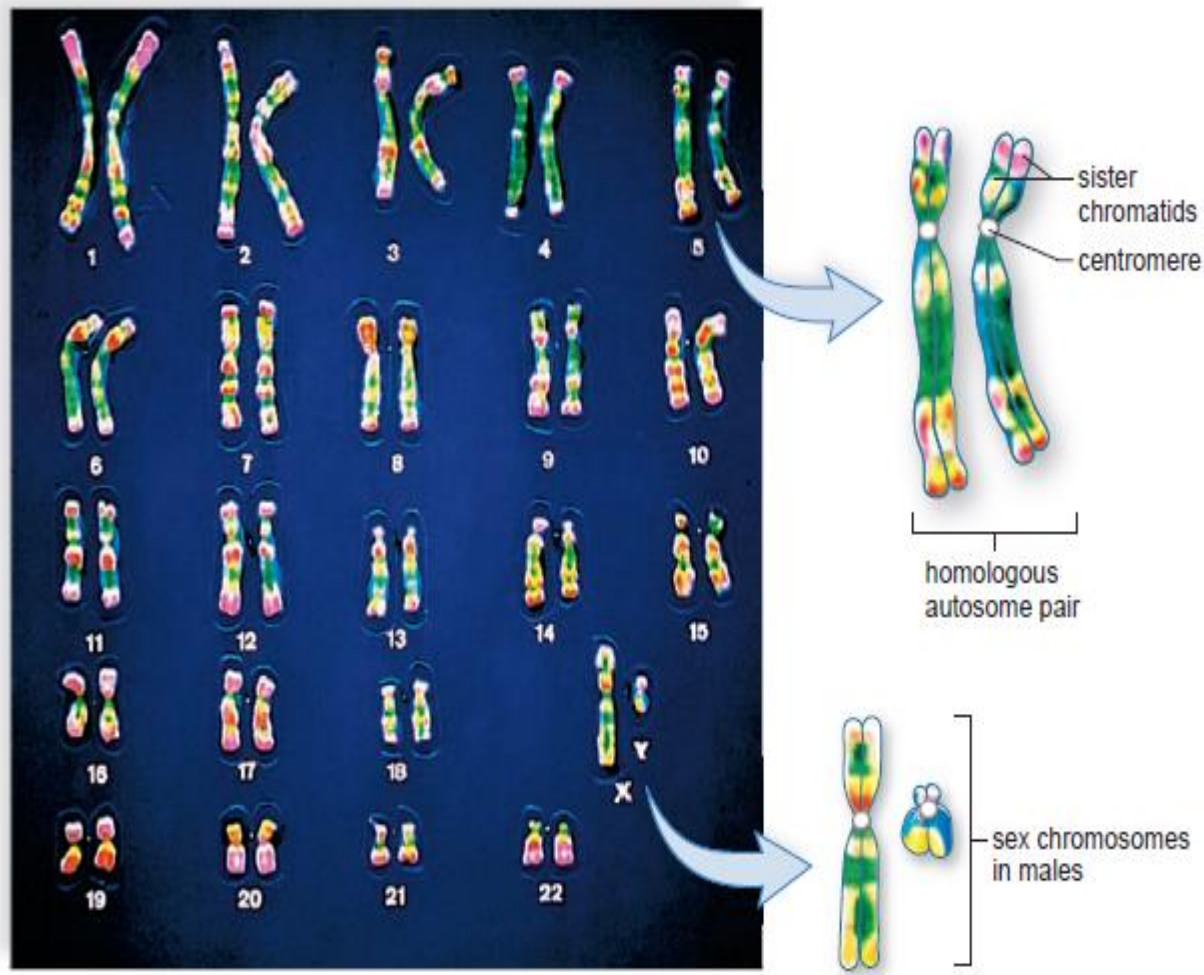 1 2 3 4 5
6 7 8 9 10
11 12 13 14 15
16 17 18 X Y
19 20 21 22
sister
chromatids
centromere
homologous
autosome pair
sex chromosomes
in males